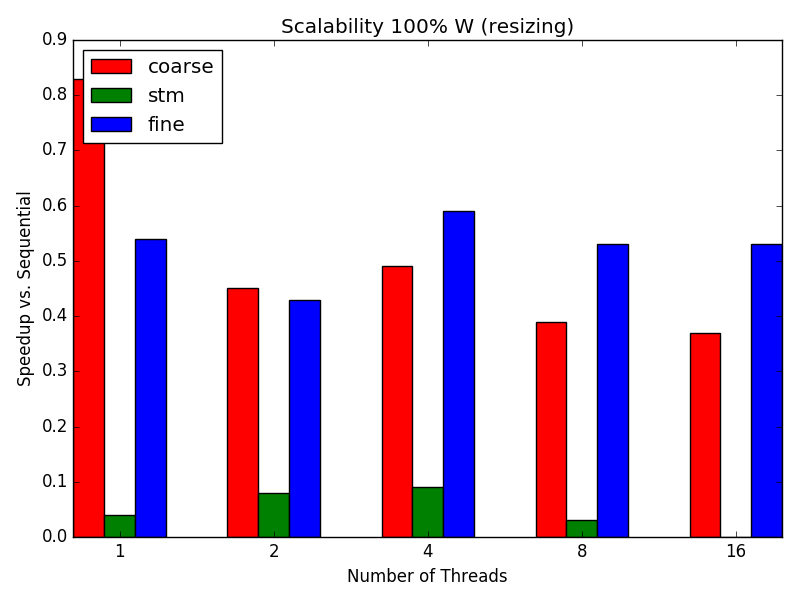 Scalability 100% W (resizing)
0.9
0.8
0.7
0.6
0.5
0.4
0.3
0.2
0.1
0.0
Speedup vs. Sequential
coarse
stm
fine
1 2 4 8 16
Number of Threads